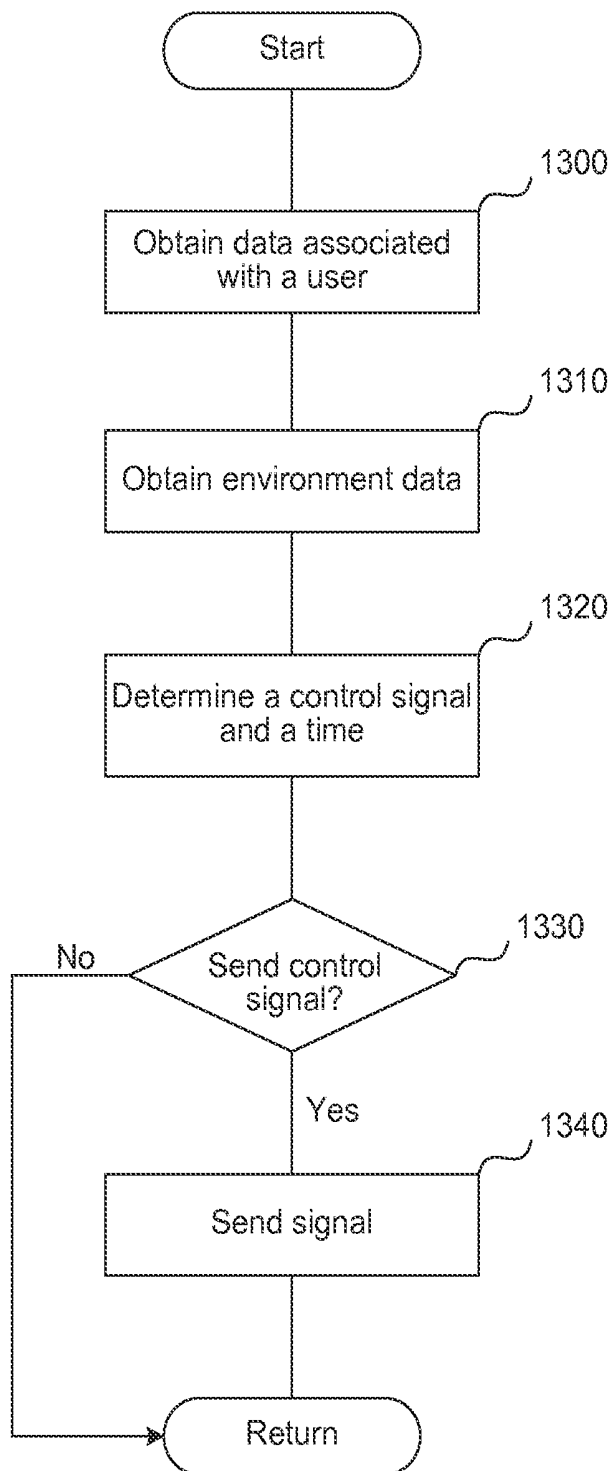 Start
1300
Obtain data associated
with a user
1310
Obtain environment data
1320
Determine a control signal
and a time
1330
No
Send control
signal?
Yes
1340
Send signal
Return